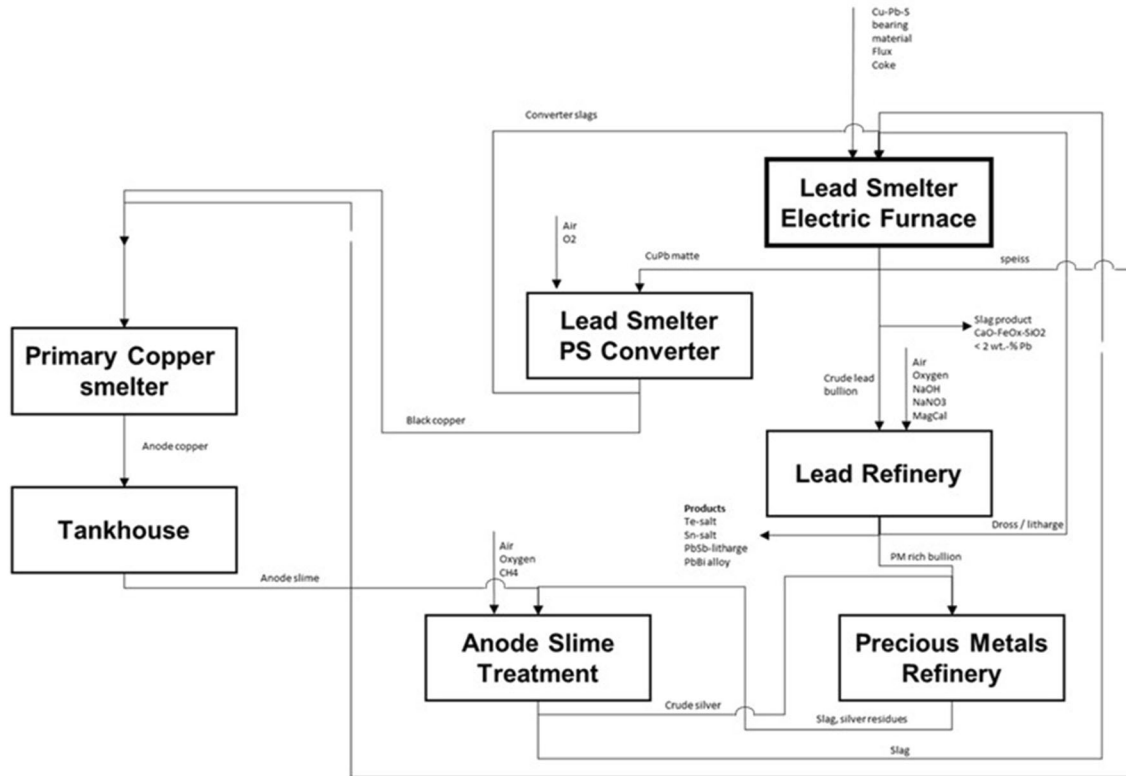 Cu-Pb-S
bearing
material
Flux
Coke
Converter slags
Lead Smelter
Electric Furnace
Air
O2
CuPb matte
speiss
Lead Smelter
PS Converter
Slag product
CaO-FeOx-SiO2
< 2 wt.-% Pb
Primary Copper
smelter
Crude lead
bullion
Air
Oxygen
NaOH
NaNO3
MagCal
Black copper
Anode copper
Lead Refinery
Tankhouse
Products
Te-salt
Sn-salt
PbSb-litharge
PbBi alloy
Dross / litharge
Air
Oxygen
CH4
PM rich bullion
Anode slime
Anode Slime
Treatment
Precious Metals
Refinery
Crude silver
Slag, silver residues
Slag